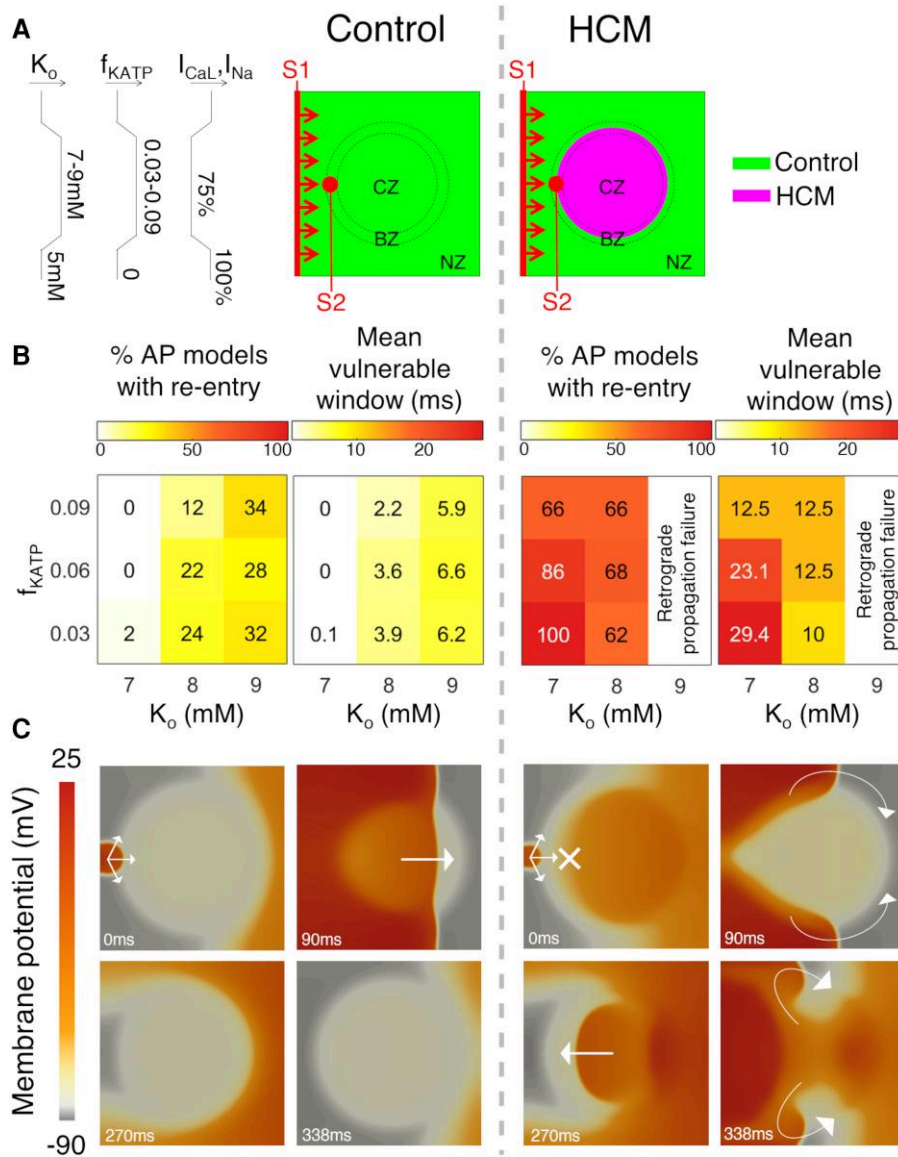 A
Control
HCM
Kₒ
f_KATP
I_CaL,I_Na
7-9mM
5mM
0.03-0.09
0
75%
100%
S1
CZ
BZ
NZ
S2
S1
CZ
BZ
NZ
S2
Control
HCM
B
% AP models
with re-entry
0 50 100
Mean
vulnerable
window (ms)
10 20
% AP models
with re-entry
0 50 100
Mean
vulnerable
window (ms)
10 20
f_KATP
0.09
0.06
0.03
0 12 34
0 22 28
2 24 32
7 8 9
Kₒ (mM)
0 2.2 5.9
0 3.6 6.6
0.1 3.9 6.2
7 8 9
Kₒ (mM)
66 66
86 68
100 62
Retrograde
propagation failure
7 8 9
Kₒ (mM)
12.5 12.5
23.1 12.5
29.4 10
Retrograde
propagation failure
7 8 9
Kₒ (mM)
C
25
Membrane potential (mV)
-90
0ms
90ms
0ms
90ms
270ms
338ms
270ms
338ms